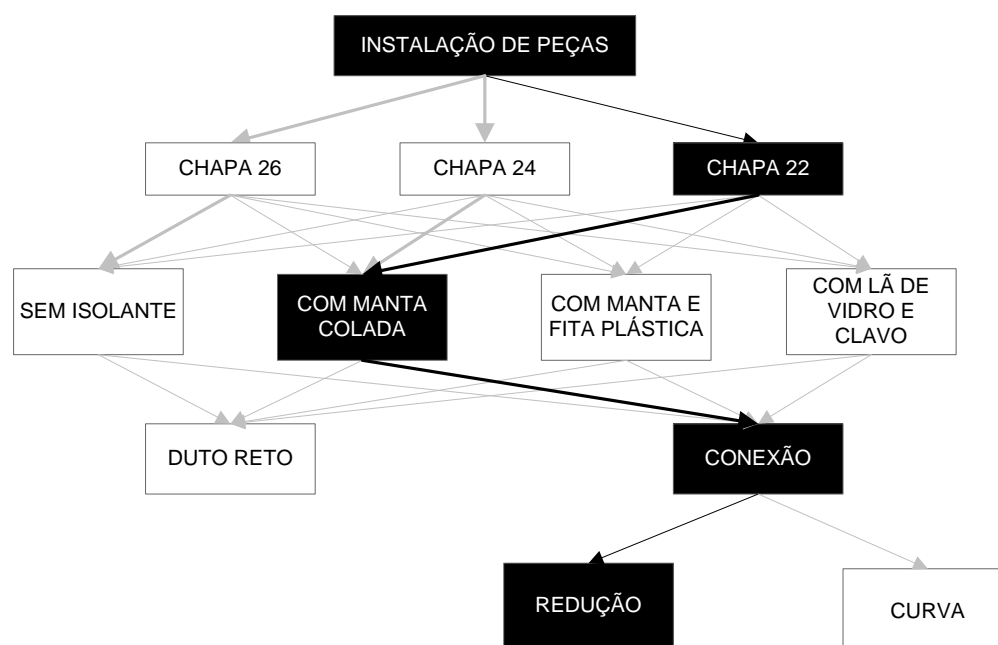 INSTALAÇÃO DE PEÇAS
CHAPA 26
CHAPA 24
CHAPA 22
SEM ISOLANTE
COM MANTA
COLADA
COM MANTA E
FITA PLÁSTICA
COM LÃ DE
VIDRO E
CLAVO
DUTO RETO
CONEXÃO
REDUÇÃO
CURVA